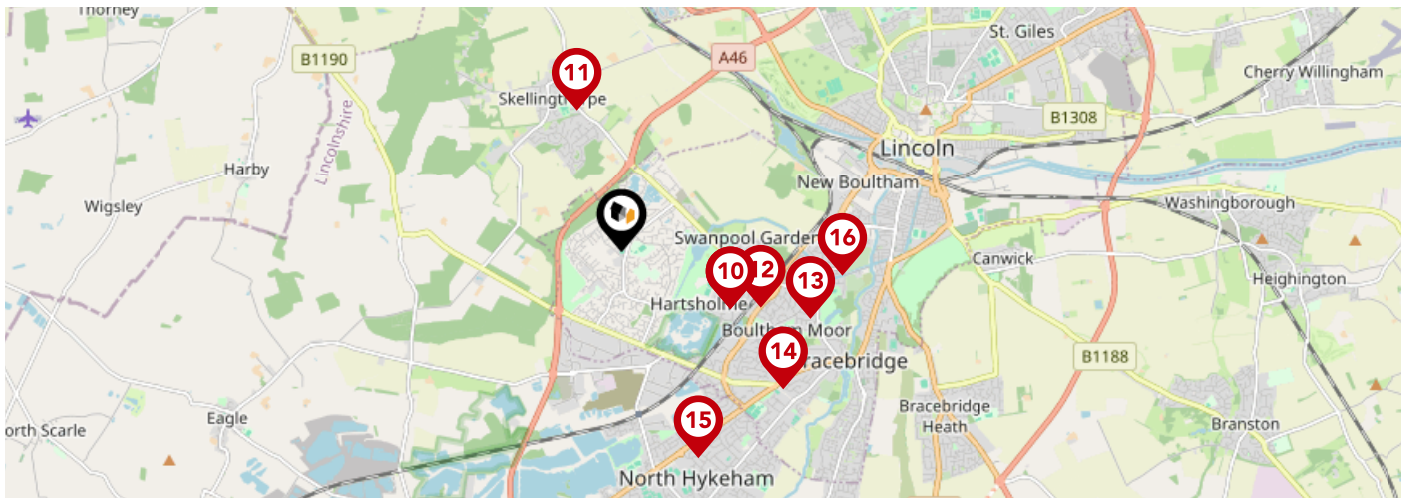 Thorney
St. Giles
A46
B1190
11
Cherry Willingham
Skellingthorpe
B1308
Lincolnshire
Lincoln
Harby
New Boultham
Wigsley
Washingborough
Swanpool Garden
16
Canwick
10
12
13
Heighington
Hartsholme
Boultham Moor
14
racebridge
B1188
Bracebridge
Heath
15
Eagle
Branston
orth Scarle
North Hykeham